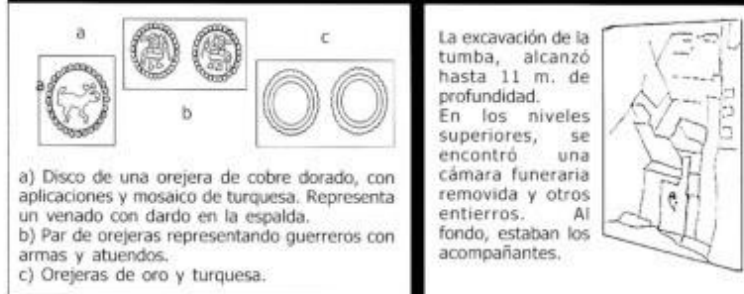 a
b
c
a
a) Disco de una orejera de cobre dorado, con
aplicaciones y mosaico de turquesa. Representa
un venado con dardo en la espalda.
b) Par de orejeras representando guerreros con
armas y atuendos.
c) Orejeras de oro y turquesa.
La excavación de la
tumba, alcanzó
hasta 11 m. de
profundidad.
En los niveles
superiores, se
encontró una
cámara funeraria
removida y otros
entierros. Al
fondo, estaban los
acompañantes.